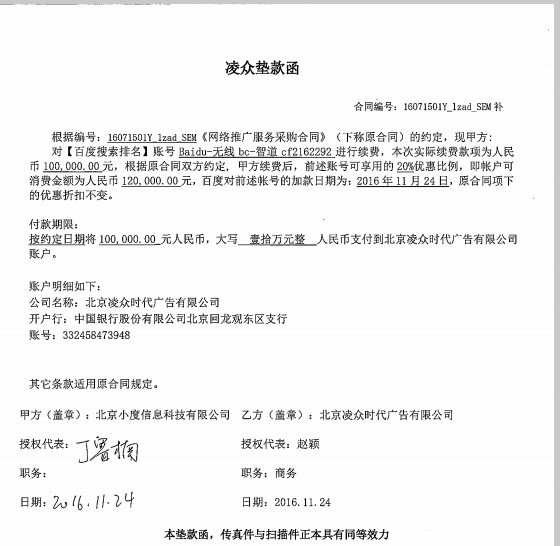 凌众垫款函
合同编号: 16071501Y_lzad_SEM 补
根据编号: 16071501Y_lzad_SEM《网络推广服务采购合同》（下称原合同）的约定, 现甲方:
对【百度搜索排名】账号 Baidu-无线 bc-智道 cf2162292 进行续费, 本次实际续费款项为人民
币 100,000.00 元, 根据原合同双方约定, 甲方续费后, 前述账号可享用的 20%优惠比例, 即帐户可
消费金额为人民币 120,000.00 元, 百度对前述帐号的加款日期为: 2016 年 11 月 24 日, 原合同项下
的优惠折扣不变。
付款期限:
按约定日期将 100,000.00 元人民币, 大写 壹拾万元整 人民币支付到北京凌众时代广告有限公司
账户。
账户明细如下:
公司名称: 北京凌众时代广告有限公司
开户行: 中国银行股份有限公司北京回龙观东区支行
账号: 332458473948
其它条款适用原合同规定。
甲方（盖章）: 北京小度信息科技有限公司 乙方（盖章）: 北京凌众时代广告有限公司
授权代表: 授权代表: 赵颖
职务: 职务: 商务
日期: 2016.11.24 日期: 2016.11.24
本垫款函, 传真件与扫描件正本具有同等效力